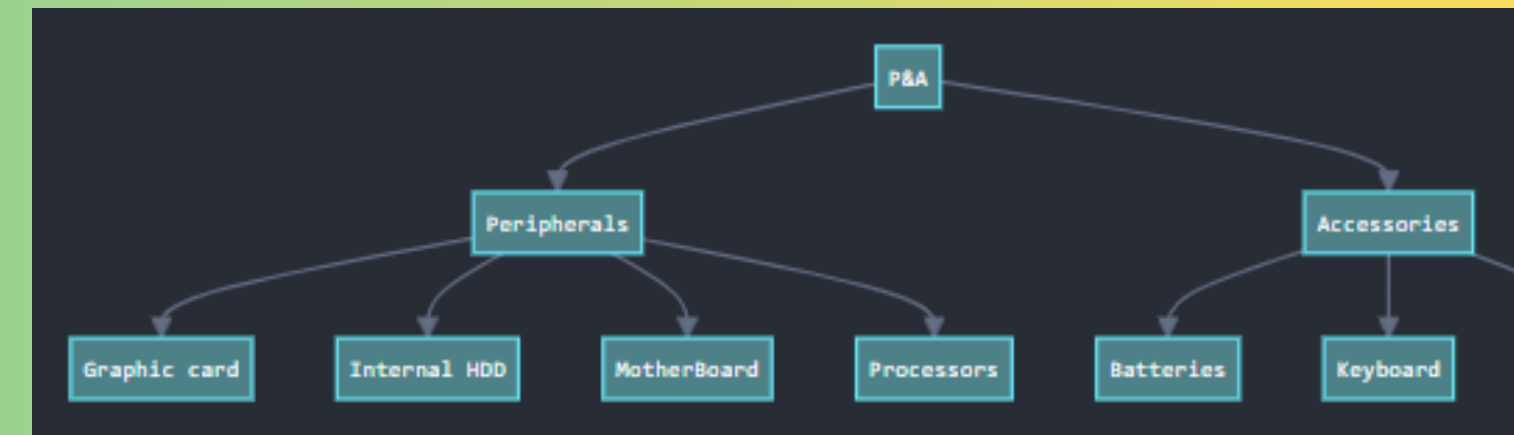 P&A
Peripherals
Accessories
Graphic card
Internal HDD
MotherBoard
Processors
Batteries
Keyboard